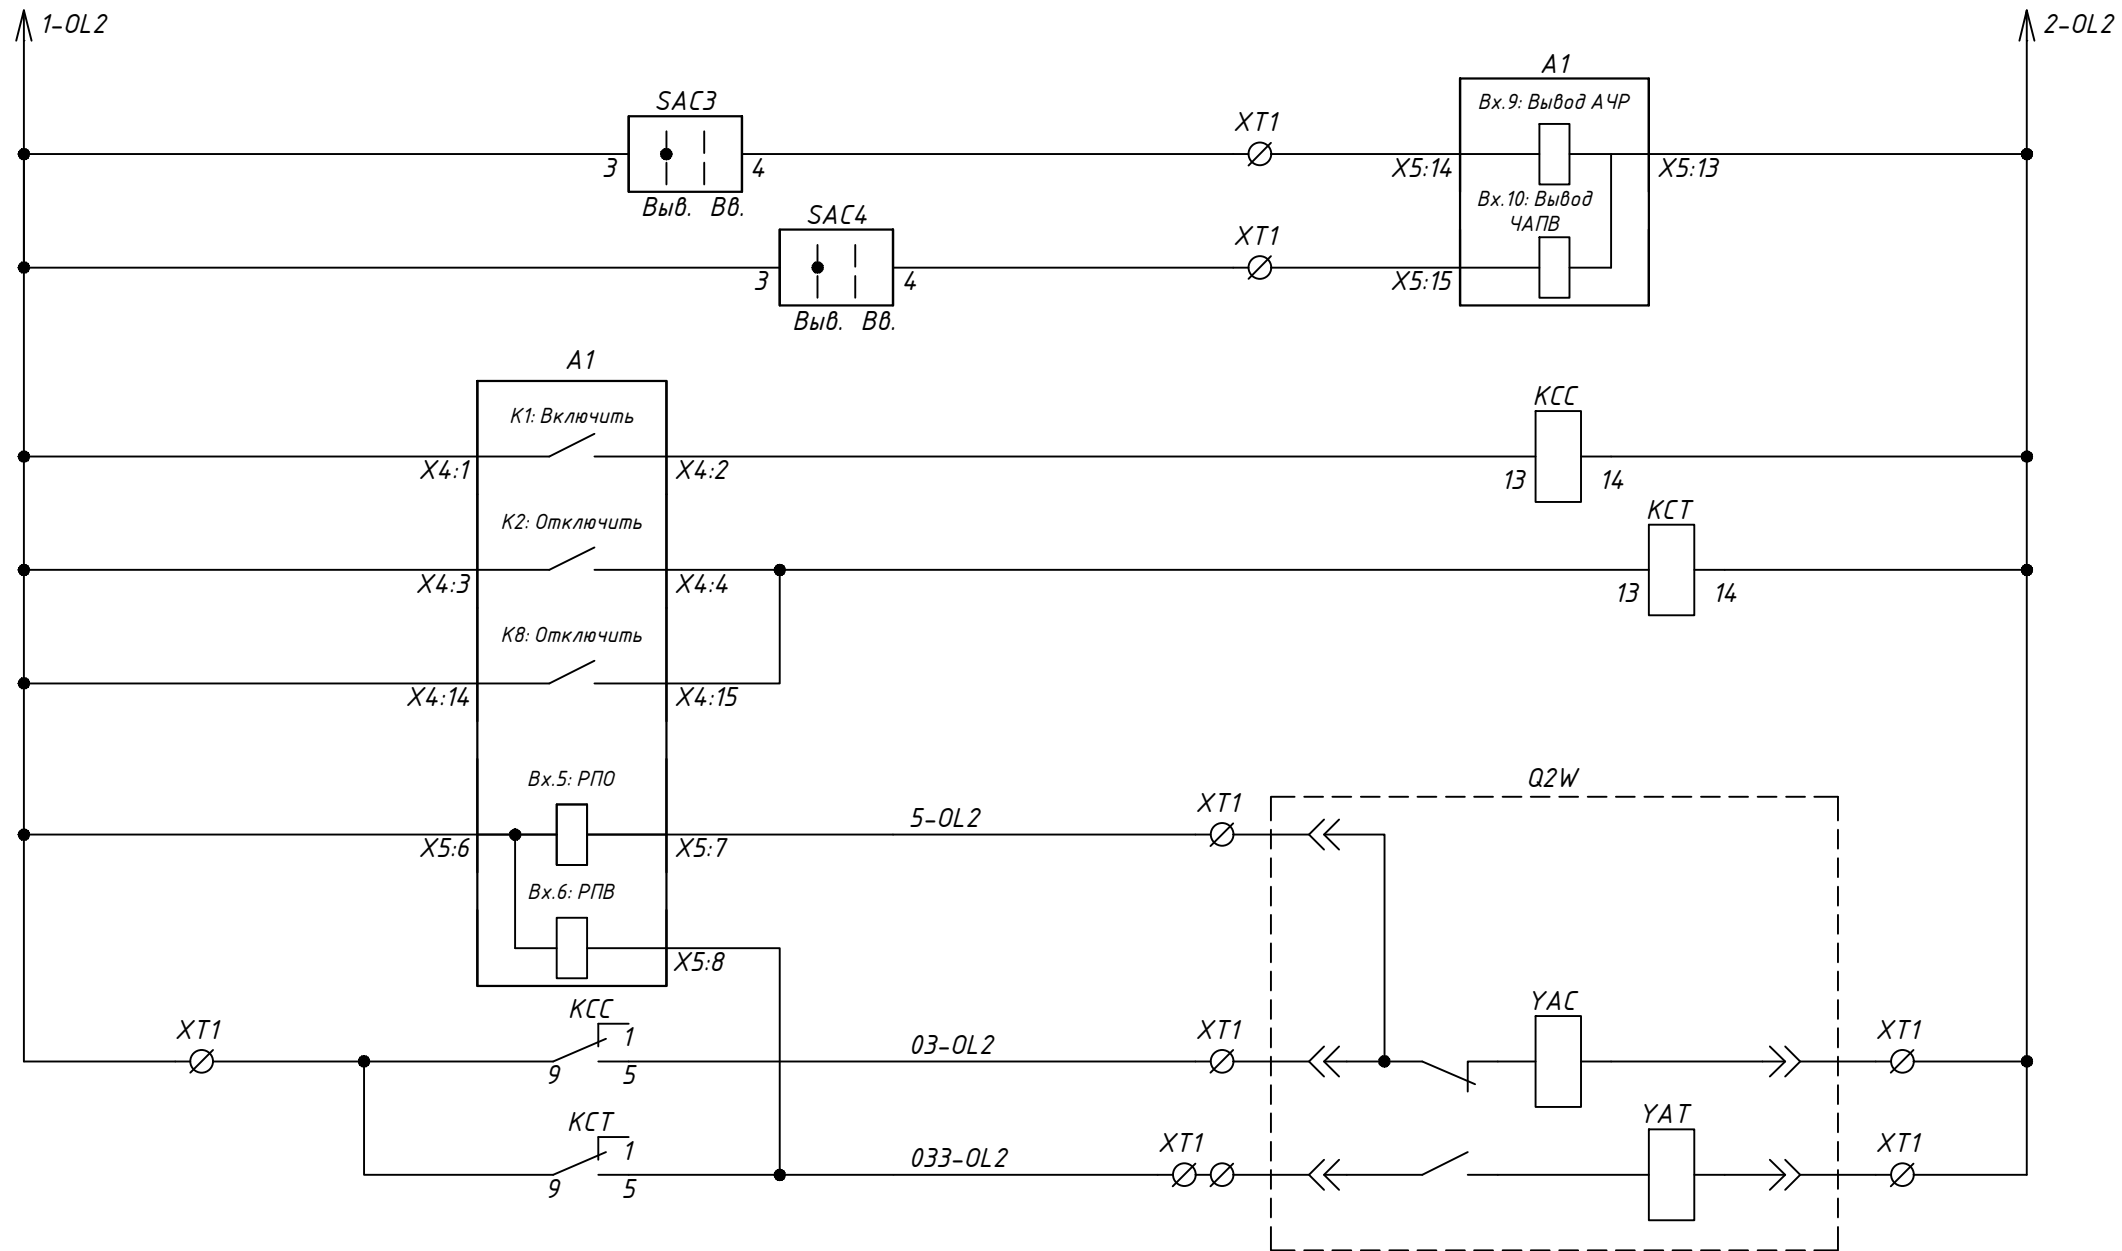 1-OL2
2-OL2
A1
SAC3
Вх.9: Вывод АЧР
XT1
3
4
X5:14
X5:13
Выв. Вв.
Вх.10: Вывод
ЧАПВ
SAC4
XT1
3
4
X5:15
Выв. Вв.
A1
KCC
К1: Включить
X4:1
X4:2
13
14
KCT
К2: Отключить
X4:3
X4:4
13
14
К8: Отключить
X4:14
X4:15
Вх.5: РПО
Q2W
XT1
5-OL2
X5:6
X5:7
Вх.6: РПВ
X5:8
KCC
YAC
XT1
1
03-OL2
XT1
XT1
9
5
KCT
YAT
1
033-OL2
XT1
XT1
9
5